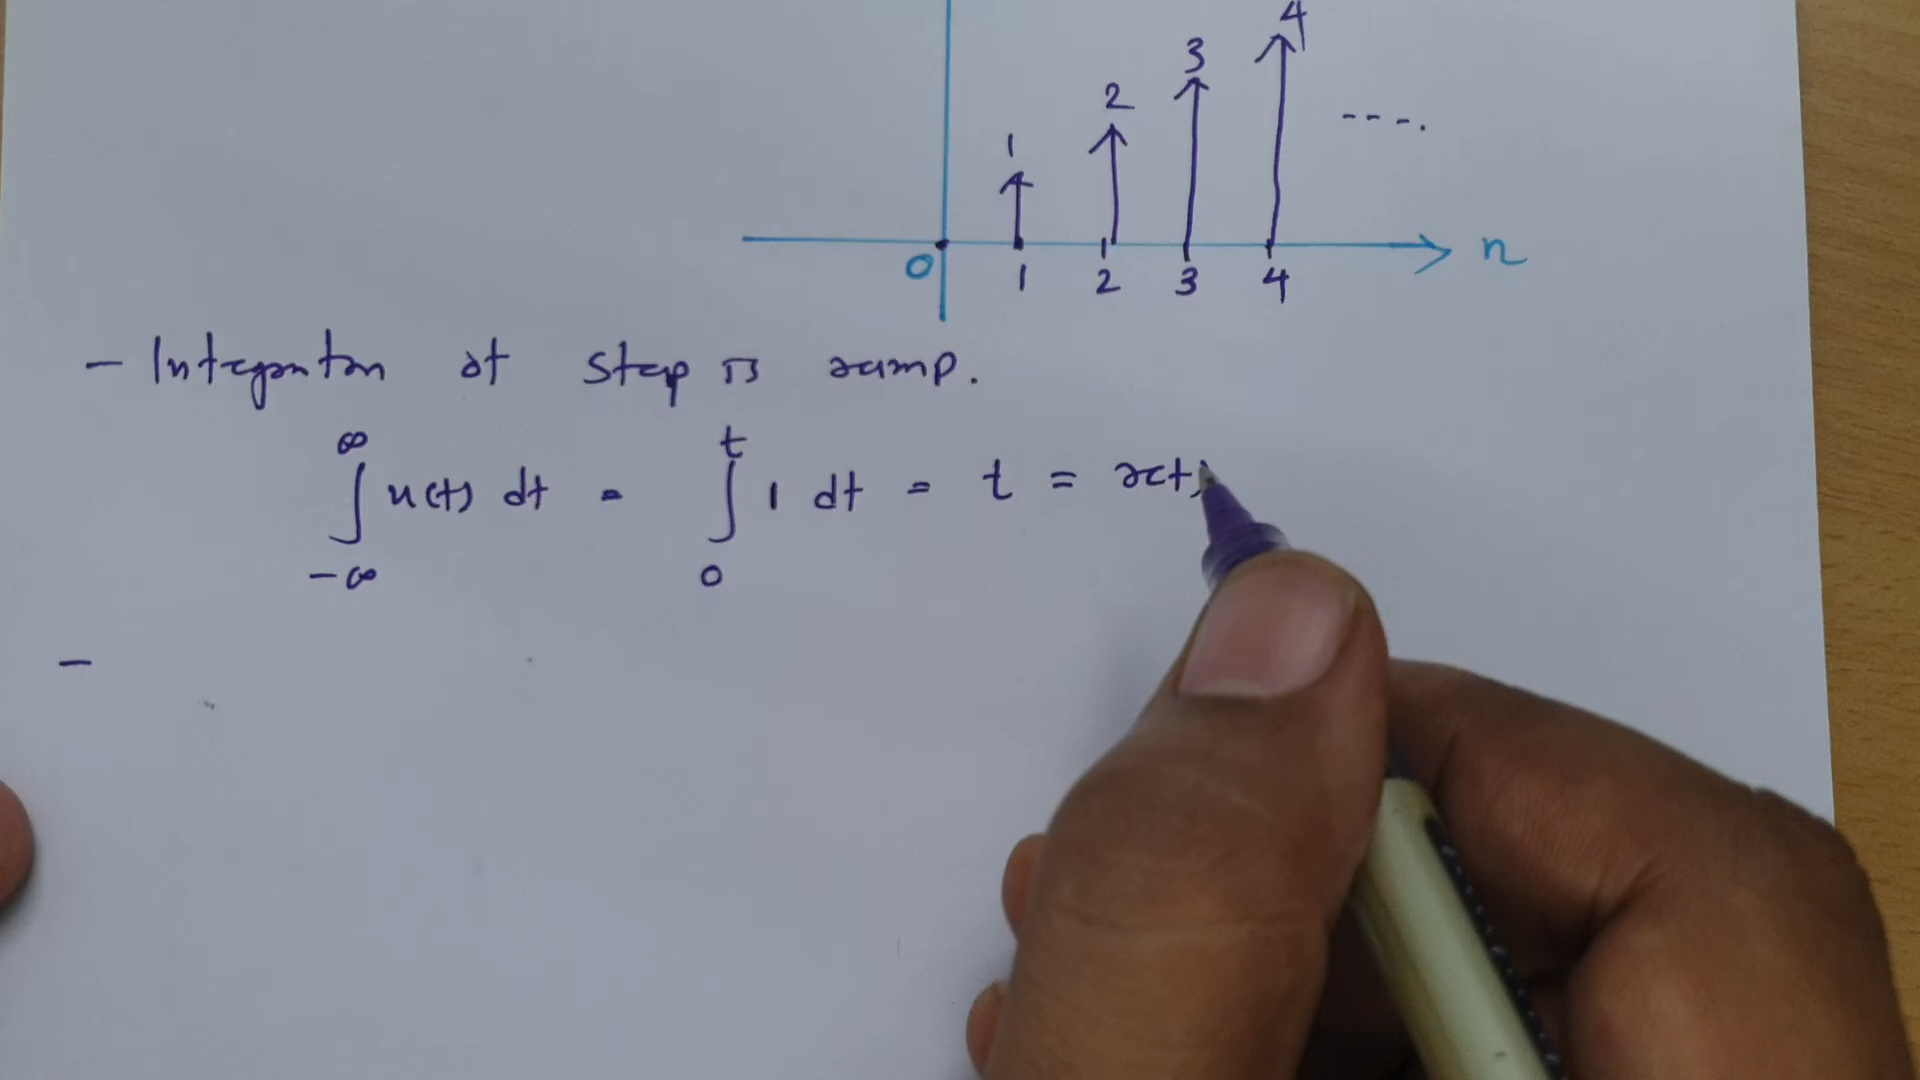 4
3
2
1
----.
0 1 2 3 4 n
- Integration of step is ramp.
∞ t
∫ u(t) dt = ∫ 1 dt = t = r(t)
-∞ 0
-